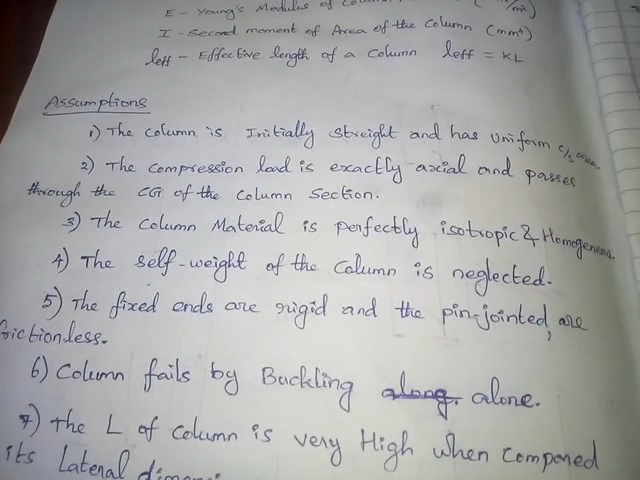 E - Young's Modulus of Column
I - Second moment of Area of the Column (mm⁴)
leff - Effective length of a Column leff = KL
Assumptions
1) The column is Initially streight and has uniform c/s area.
2) The compression load is exactly axial and passes
through the CG of the column section.
3) The Column Material is perfectly isotropic & Homogeneous.
4) The self-weight of the column is neglected.
5) The fixed ends are rigid and the pin-jointed, are
frictionless.
6) Column fails by Buckling along. alone.
7) The L of column is very High when compared
its Lateral